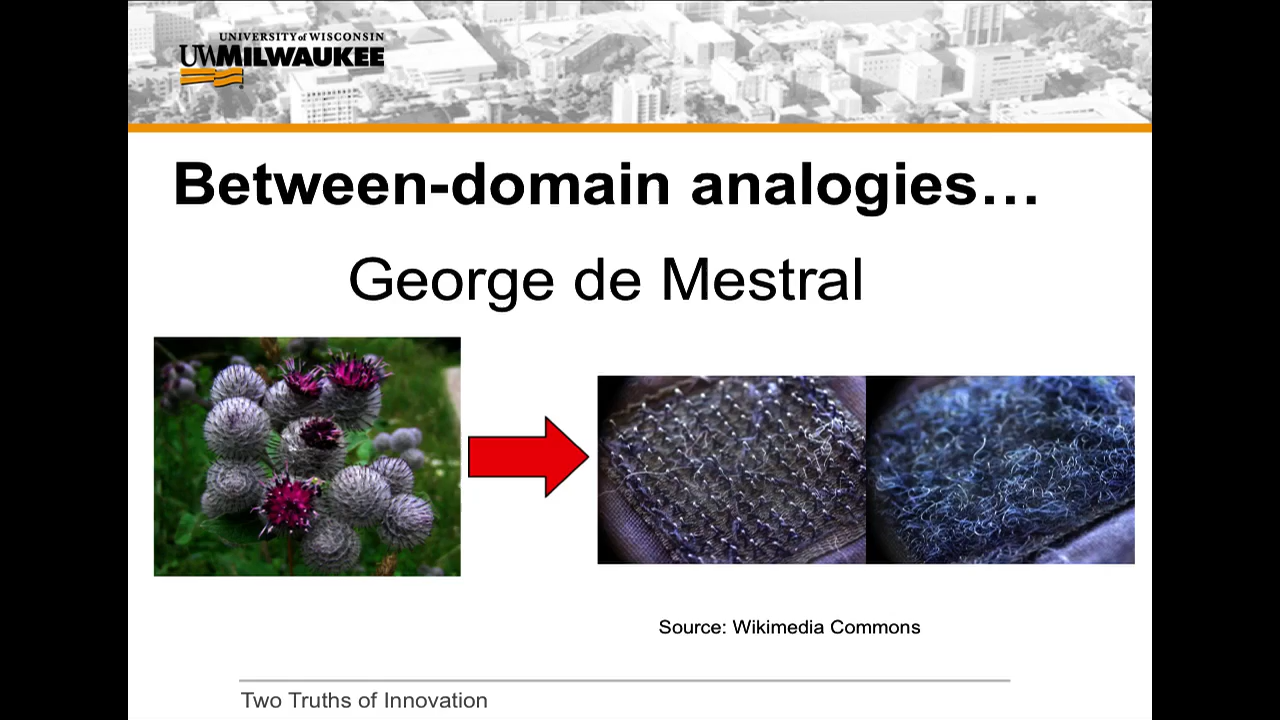 UNIVERSITY of WISCONSIN
UWMILWAUKEE
Between-domain analogies…
George de Mestral
Source: Wikimedia Commons
Two Truths of Innovation